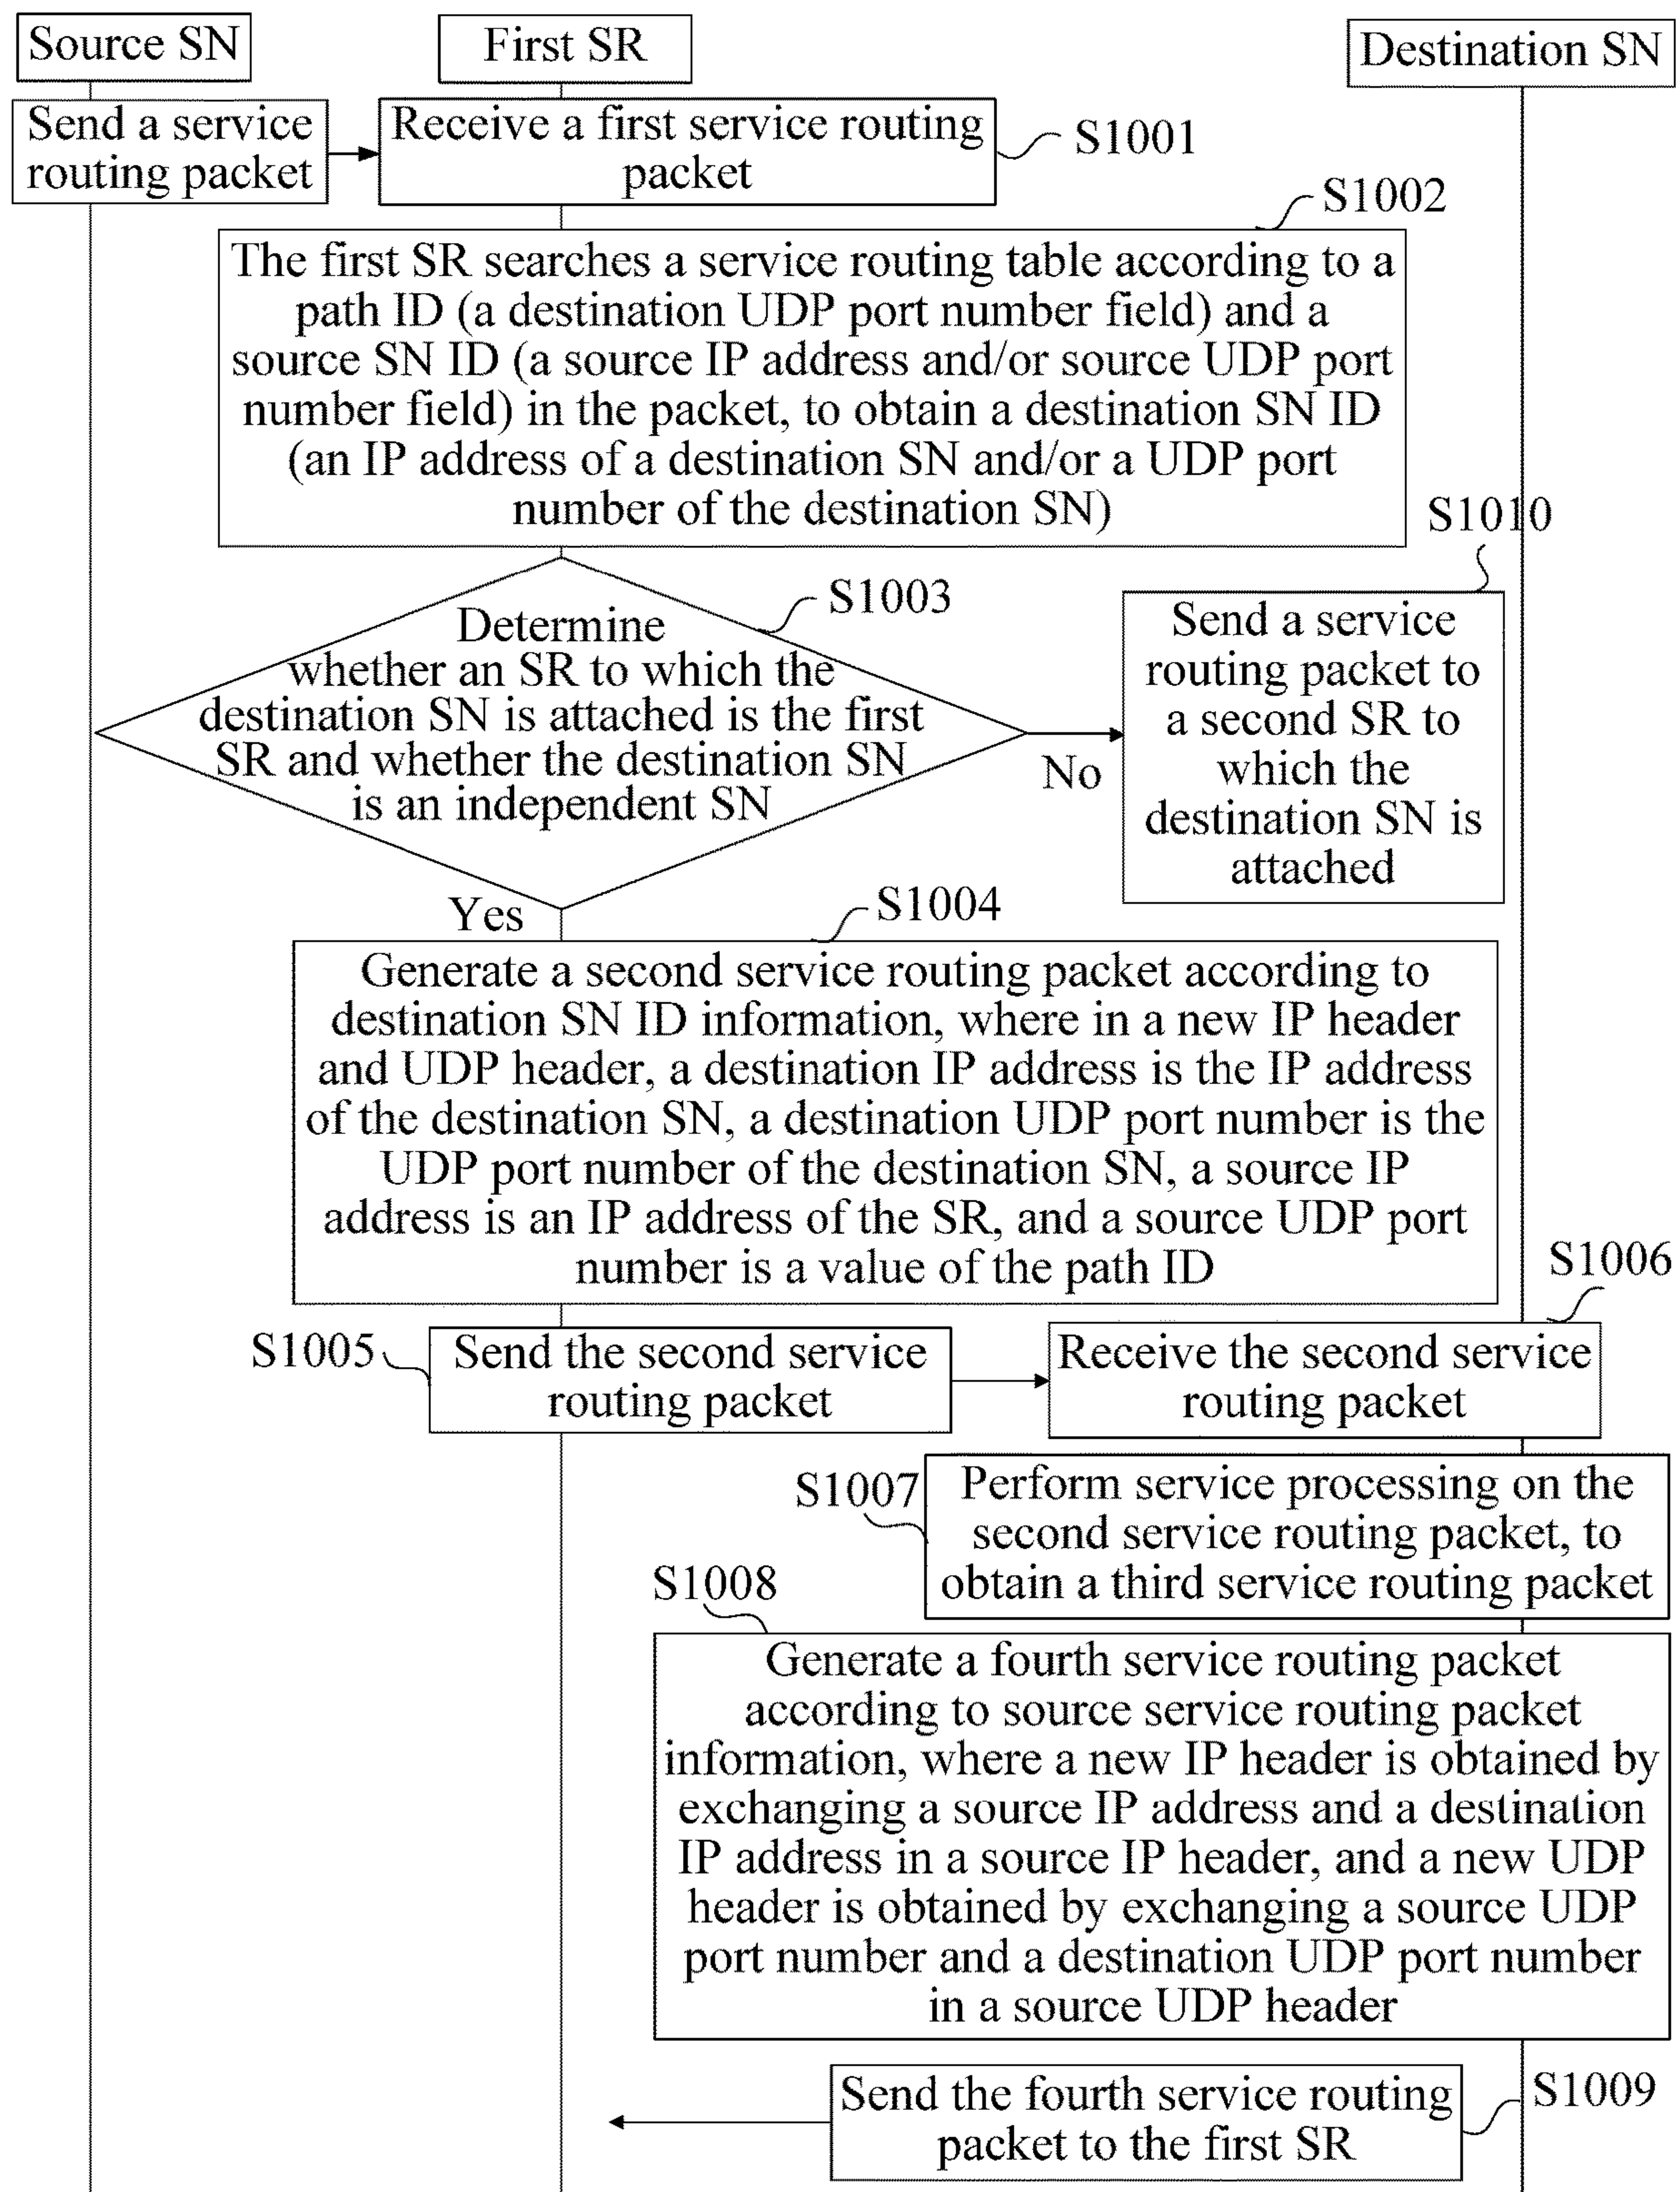 Source SN
First SR
Destination SN
Send a service
routing packet
Receive a first service routing
packet
S1001
S1002
The first SR searches a service routing table according to a
path ID (a destination UDP port number field) and a
source SN ID (a source IP address and/or source UDP port
number field) in the packet, to obtain a destination SN ID
(an IP address of a destination SN and/or a UDP port
number of the destination SN)
S1010
S1003
Determine
whether an SR to which the
destination SN is attached is the first
SR and whether the destination SN
is an independent SN
No
Send a service
routing packet to
a second SR to
which the
destination SN is
attached
Yes
S1004
Generate a second service routing packet according to
destination SN ID information, where in a new IP header
and UDP header, a destination IP address is the IP address
of the destination SN, a destination UDP port number is the
UDP port number of the destination SN, a source IP
address is an IP address of the SR, and a source UDP port
number is a value of the path ID
S1006
S1005
Send the second service
routing packet
Receive the second service
routing packet
S1007
Perform service processing on the
second service routing packet, to
obtain a third service routing packet
S1008
Generate a fourth service routing packet
according to source service routing packet
information, where a new IP header is obtained by
exchanging a source IP address and a destination
IP address in a source IP header, and a new UDP
header is obtained by exchanging a source UDP
port number and a destination UDP port number
in a source UDP header
Send the fourth service routing
packet to the first SR
S1009